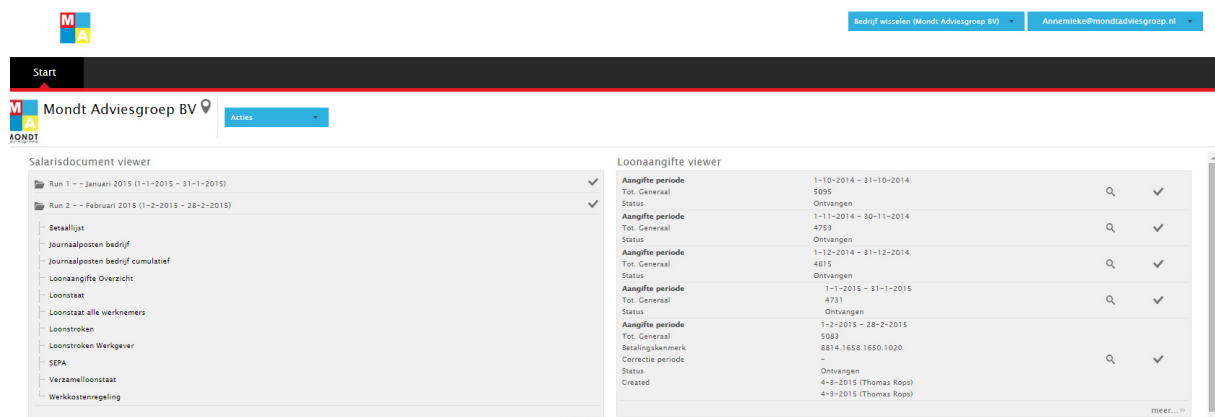 M
A
Bedrijf wisselen (Mondt Adviesgroep BV)
Annemieke@mondtadviesgroep.nl
Start
M
A
MONDT
Mondt Adviesgroep BV
Acties
Salarisdocument viewer
Run 1 - - Januari 2015 (1-1-2015 - 31-1-2015)
Run 2 - - Februari 2015 (1-2-2015 - 28-2-2015)
Betaallijst
Journaalposten bedrijf
Journaalposten bedrijf cumulatief
Loonaangifte Overzicht
Loonstaat
Loonstaat alle werknemers
Loonstroken
Loonstroken Werkgever
SEPA
Verzamelloonstaat
Werkkostenregeling
Loonaangifte viewer
Aangifte periode 1-10-2014 - 31-10-2014
Tot. Generaal 5095
Status Ontvangen
Aangifte periode 1-11-2014 - 30-11-2014
Tot. Generaal 4753
Status Ontvangen
Aangifte periode 1-12-2014 - 31-12-2014
Tot. Generaal 4815
Status Ontvangen
Aangifte periode 1-1-2015 - 31-1-2015
Tot. Generaal 4731
Status Ontvangen
Aangifte periode 1-2-2015 - 28-2-2015
Tot. Generaal 5083
Betalingskenmerk 8814.1658.1650.1020
Correctie periode -
Status Ontvangen
Created 4-3-2015 (Thomas Rops)
4-3-2015 (Thomas Rops)
meer...»